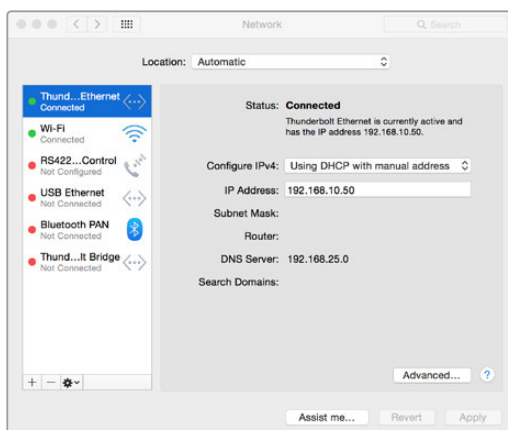 Network
Search
Location: Automatic
Thund...Ethernet
Connected
Wi-Fi
Connected
RS422...Control
Not Configured
USB Ethernet
Not Connected
Bluetooth PAN
Not Connected
Thund...lt Bridge
Not Connected
Status: Connected
Thunderbolt Ethernet is currently active and
has the IP address 192.168.10.50.
Configure IPv4: Using DHCP with manual address
IP Address: 192.168.10.50
Subnet Mask:
Router:
DNS Server: 192.168.25.0
Search Domains:
Advanced... ?
Assist me... Revert Apply